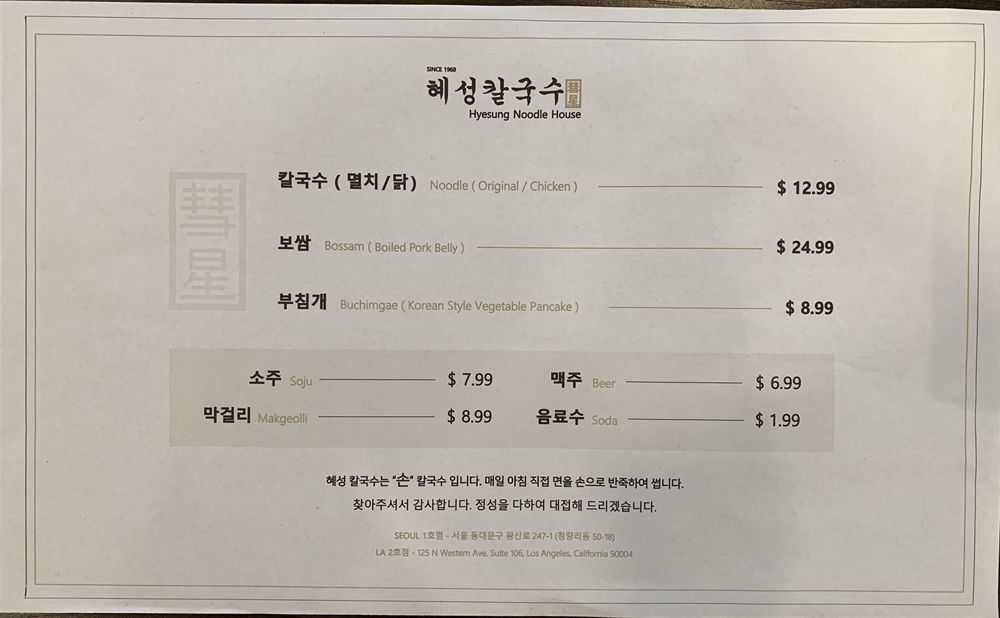 SINCE 1968
혜성칼국수 彗星
Hyesung Noodle House
彗星
칼국수 ( 멸치/닭) Noodle ( Original / Chicken ) $ 12.99
보쌈 Bossam ( Boiled Pork Belly ) $ 24.99
부침개 Buchimgae ( Korean Style Vegetable Pancake ) $ 8.99
소주 Soju $ 7.99 맥주 Beer $ 6.99
막걸리 Makgeolli $ 8.99 음료수 Soda $ 1.99
혜성 칼국수는 "손" 칼국수 입니다. 매일 아침 직접 면을 손으로 반죽하여 썹니다.
찾아주셔서 감사합니다. 정성을 다하여 대접해 드리겠습니다.
SEOUL 1호점 - 서울 동대문구 왕산로 247-1 (청량리동 50-18)
LA 2호점 - 125 N Western Ave. Suite 106, Los Angeles, California 90004